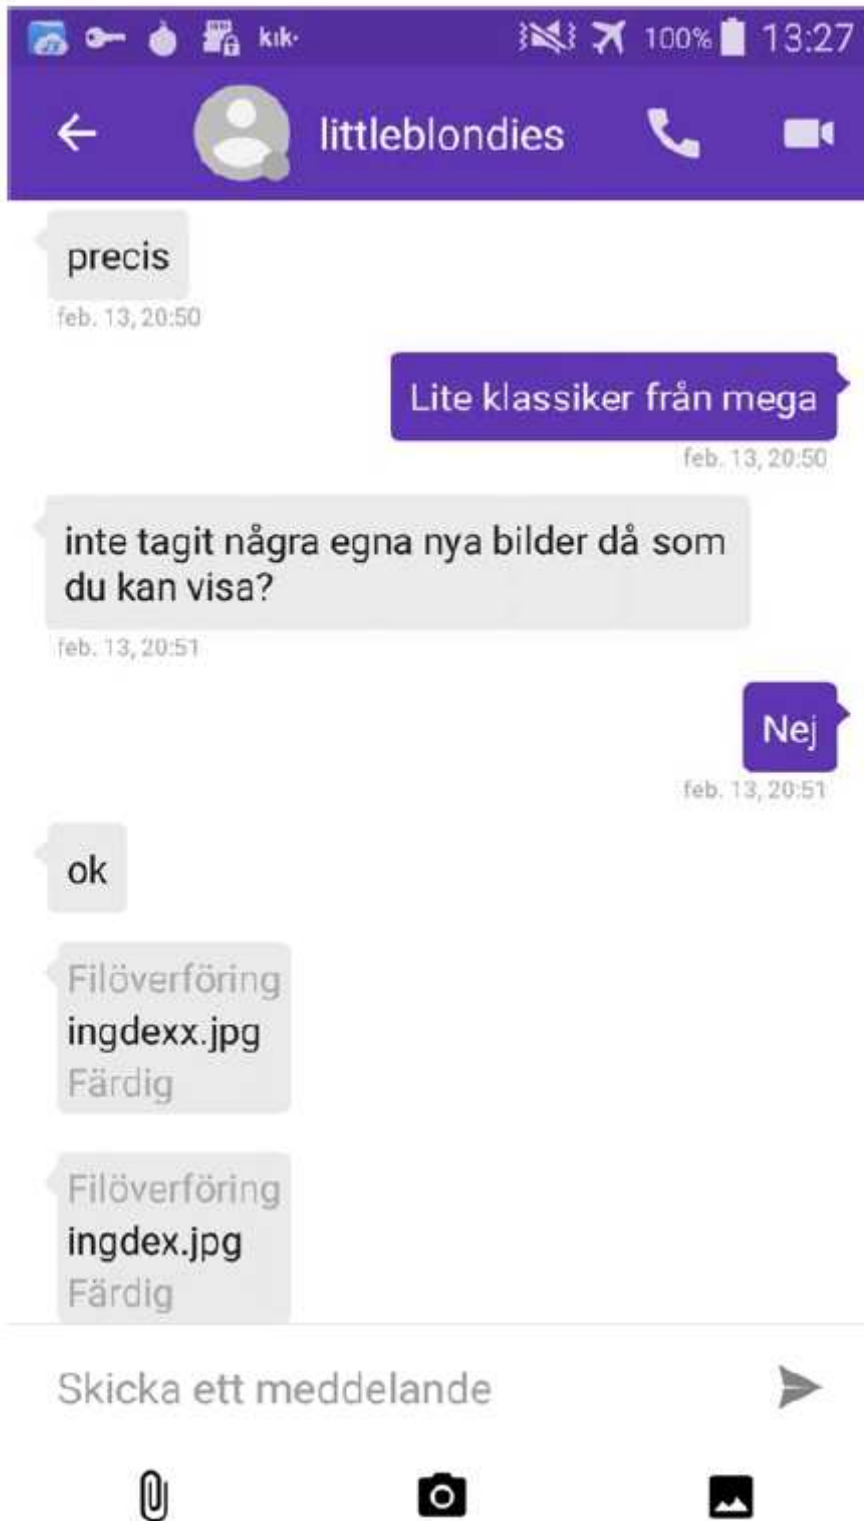 kik·
100% 13:27
littleblondies
precis
feb. 13, 20:50
Lite klassiker från mega
feb. 13, 20:50
inte tagit några egna nya bilder då som
du kan visa?
feb. 13, 20:51
Nej
feb. 13, 20:51
ok
Filöverföring
ingdexx.jpg
Färdig
Filöverföring
ingdex.jpg
Färdig
Skicka ett meddelande